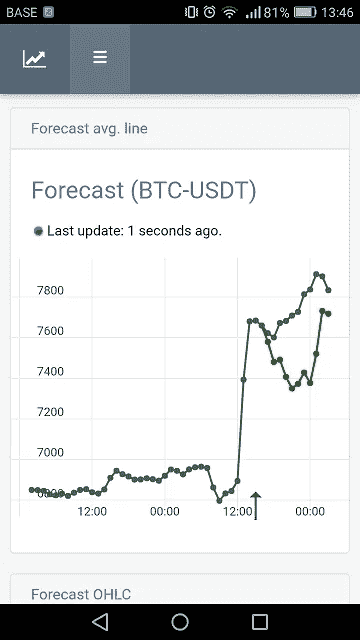 BASE 81% 13:46
Forecast avg. line
Forecast (BTC-USDT)
Last update: 1 seconds ago.
7800
7600
7400
7200
7000
6800
12:00 00:00 12:00 00:00
Forecast OHLC